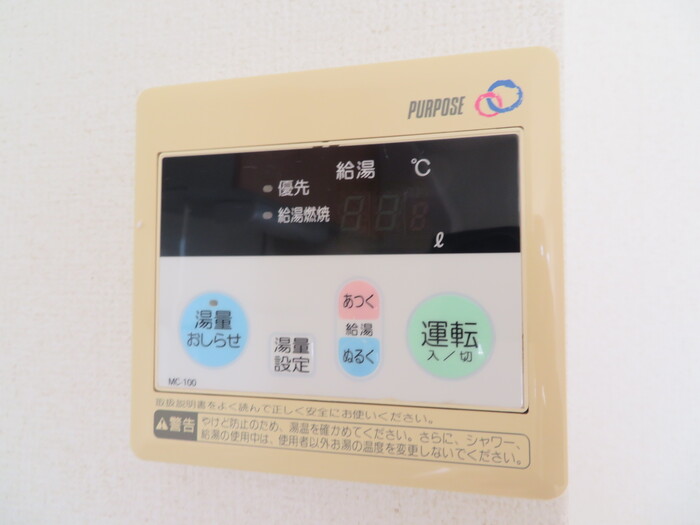 PURPOSE
給湯 ℃
優先
給湯燃焼
ℓ
湯量
おしらせ
湯量
設定
あつく
給湯
ぬるく
運転
入/切
MC-100
取扱説明書をよく読んで正しく安全にお使いください。
警告
やけど防止のため、湯温を確かめてください。さらに、シャワー、
給湯の使用中は、使用者以外お湯の温度を変更しないでください。